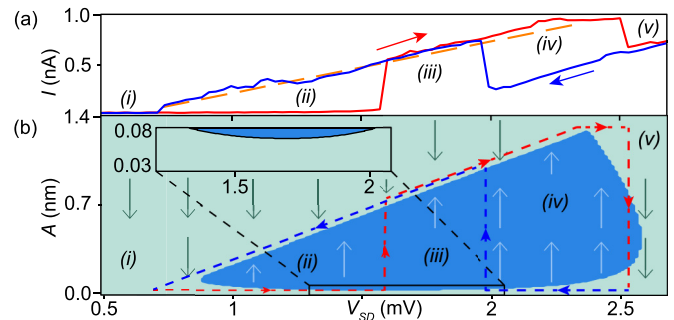 (a)
1.0
I (nA)
0.0
(i)
(ii)
(iii)
(iv)
(v)
(b)
1.4
0.7
0.0
A (nm)
0.08
0.03
1.5
2
(i)
(ii)
(iii)
(iv)
(v)
0.5
1
1.5
2
2.5
V_SD (mV)